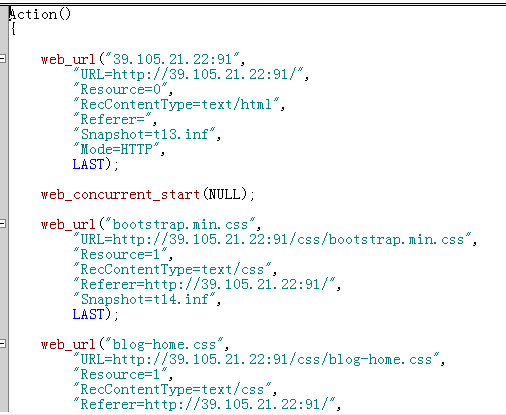 Action()
{
web_url("39.105.21.22:91",
"URL=http://39.105.21.22:91/",
"Resource=0",
"RecContentType=text/html",
"Referer=",
"Snapshot=t13.inf",
"Mode=HTTP",
LAST);
web_concurrent_start(NULL);
web_url("bootstrap.min.css",
"URL=http://39.105.21.22:91/css/bootstrap.min.css",
"Resource=1",
"RecContentType=text/css",
"Referer=http://39.105.21.22:91/",
"Snapshot=t14.inf",
LAST);
web_url("blog-home.css",
"URL=http://39.105.21.22:91/css/blog-home.css",
"Resource=1",
"RecContentType=text/css",
"Referer=http://39.105.21.22:91/",